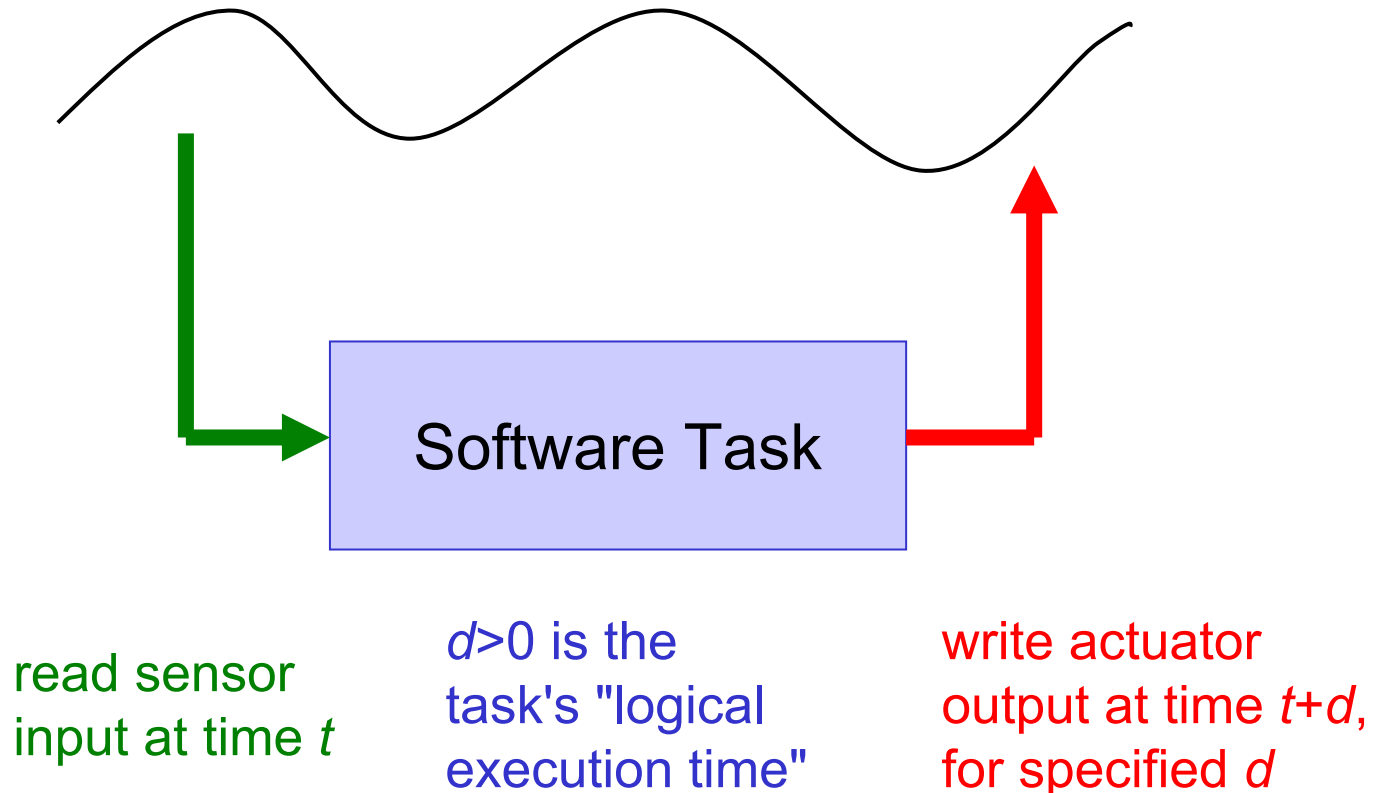 Software Task
read sensor
input at time t
d>0 is the
task's "logical
execution time"
write actuator
output at time t+d,
for specified d